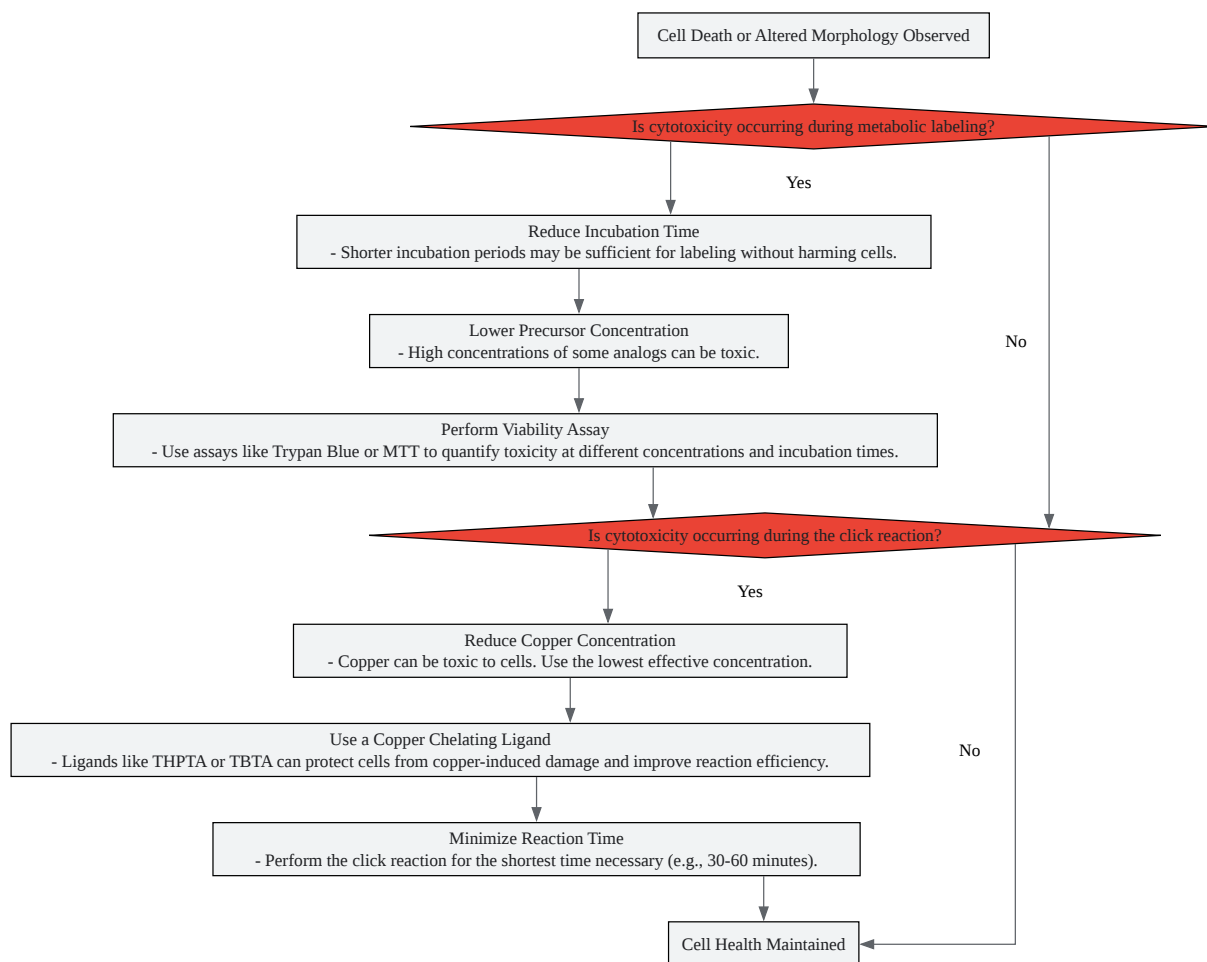 Cell Death or Altered Morphology Observed
Is cytotoxicity occurring during metabolic labeling?
Yes
Reduce Incubation Time
- Shorter incubation periods may be sufficient for labeling without harming cells.
Lower Precursor Concentration
- High concentrations of some analogs can be toxic.
No
Perform Viability Assay
- Use assays like Trypan Blue or MTT to quantify toxicity at different concentrations and incubation times.
Is cytotoxicity occurring during the click reaction?
Yes
Reduce Copper Concentration
- Copper can be toxic to cells. Use the lowest effective concentration.
Use a Copper Chelating Ligand
- Ligands like THPTA or TBTA can protect cells from copper-induced damage and improve reaction efficiency.
No
Minimize Reaction Time
- Perform the click reaction for the shortest time necessary (e.g., 30-60 minutes).
Cell Health Maintained